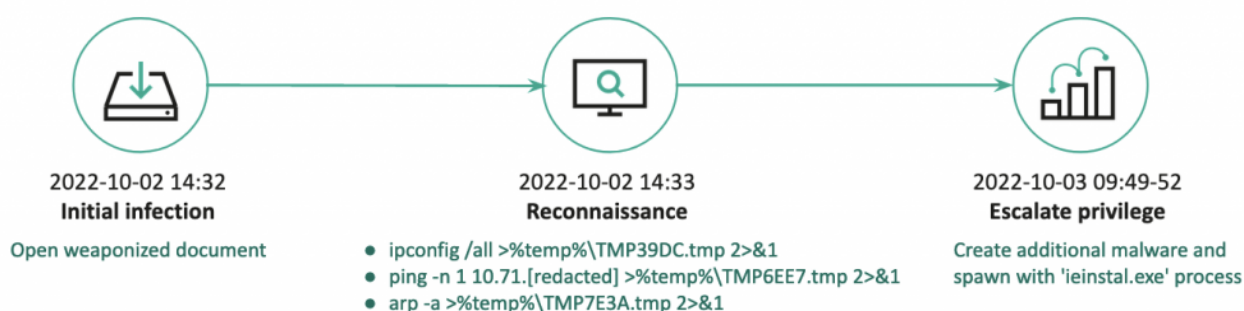 2022-10-02 14:32
Initial infection
Open weaponized document
2022-10-02 14:33
Reconnaissance
● ipconfig /all >%temp%\TMP39DC.tmp 2>&1
● ping -n 1 10.71.[redacted] >%temp%\TMP6EE7.tmp 2>&1
● arp -a >%temp%\TMP7E3A.tmp 2>&1
2022-10-03 09:49-52
Escalate privilege
Create additional malware and
spawn with 'ieinstal.exe' process